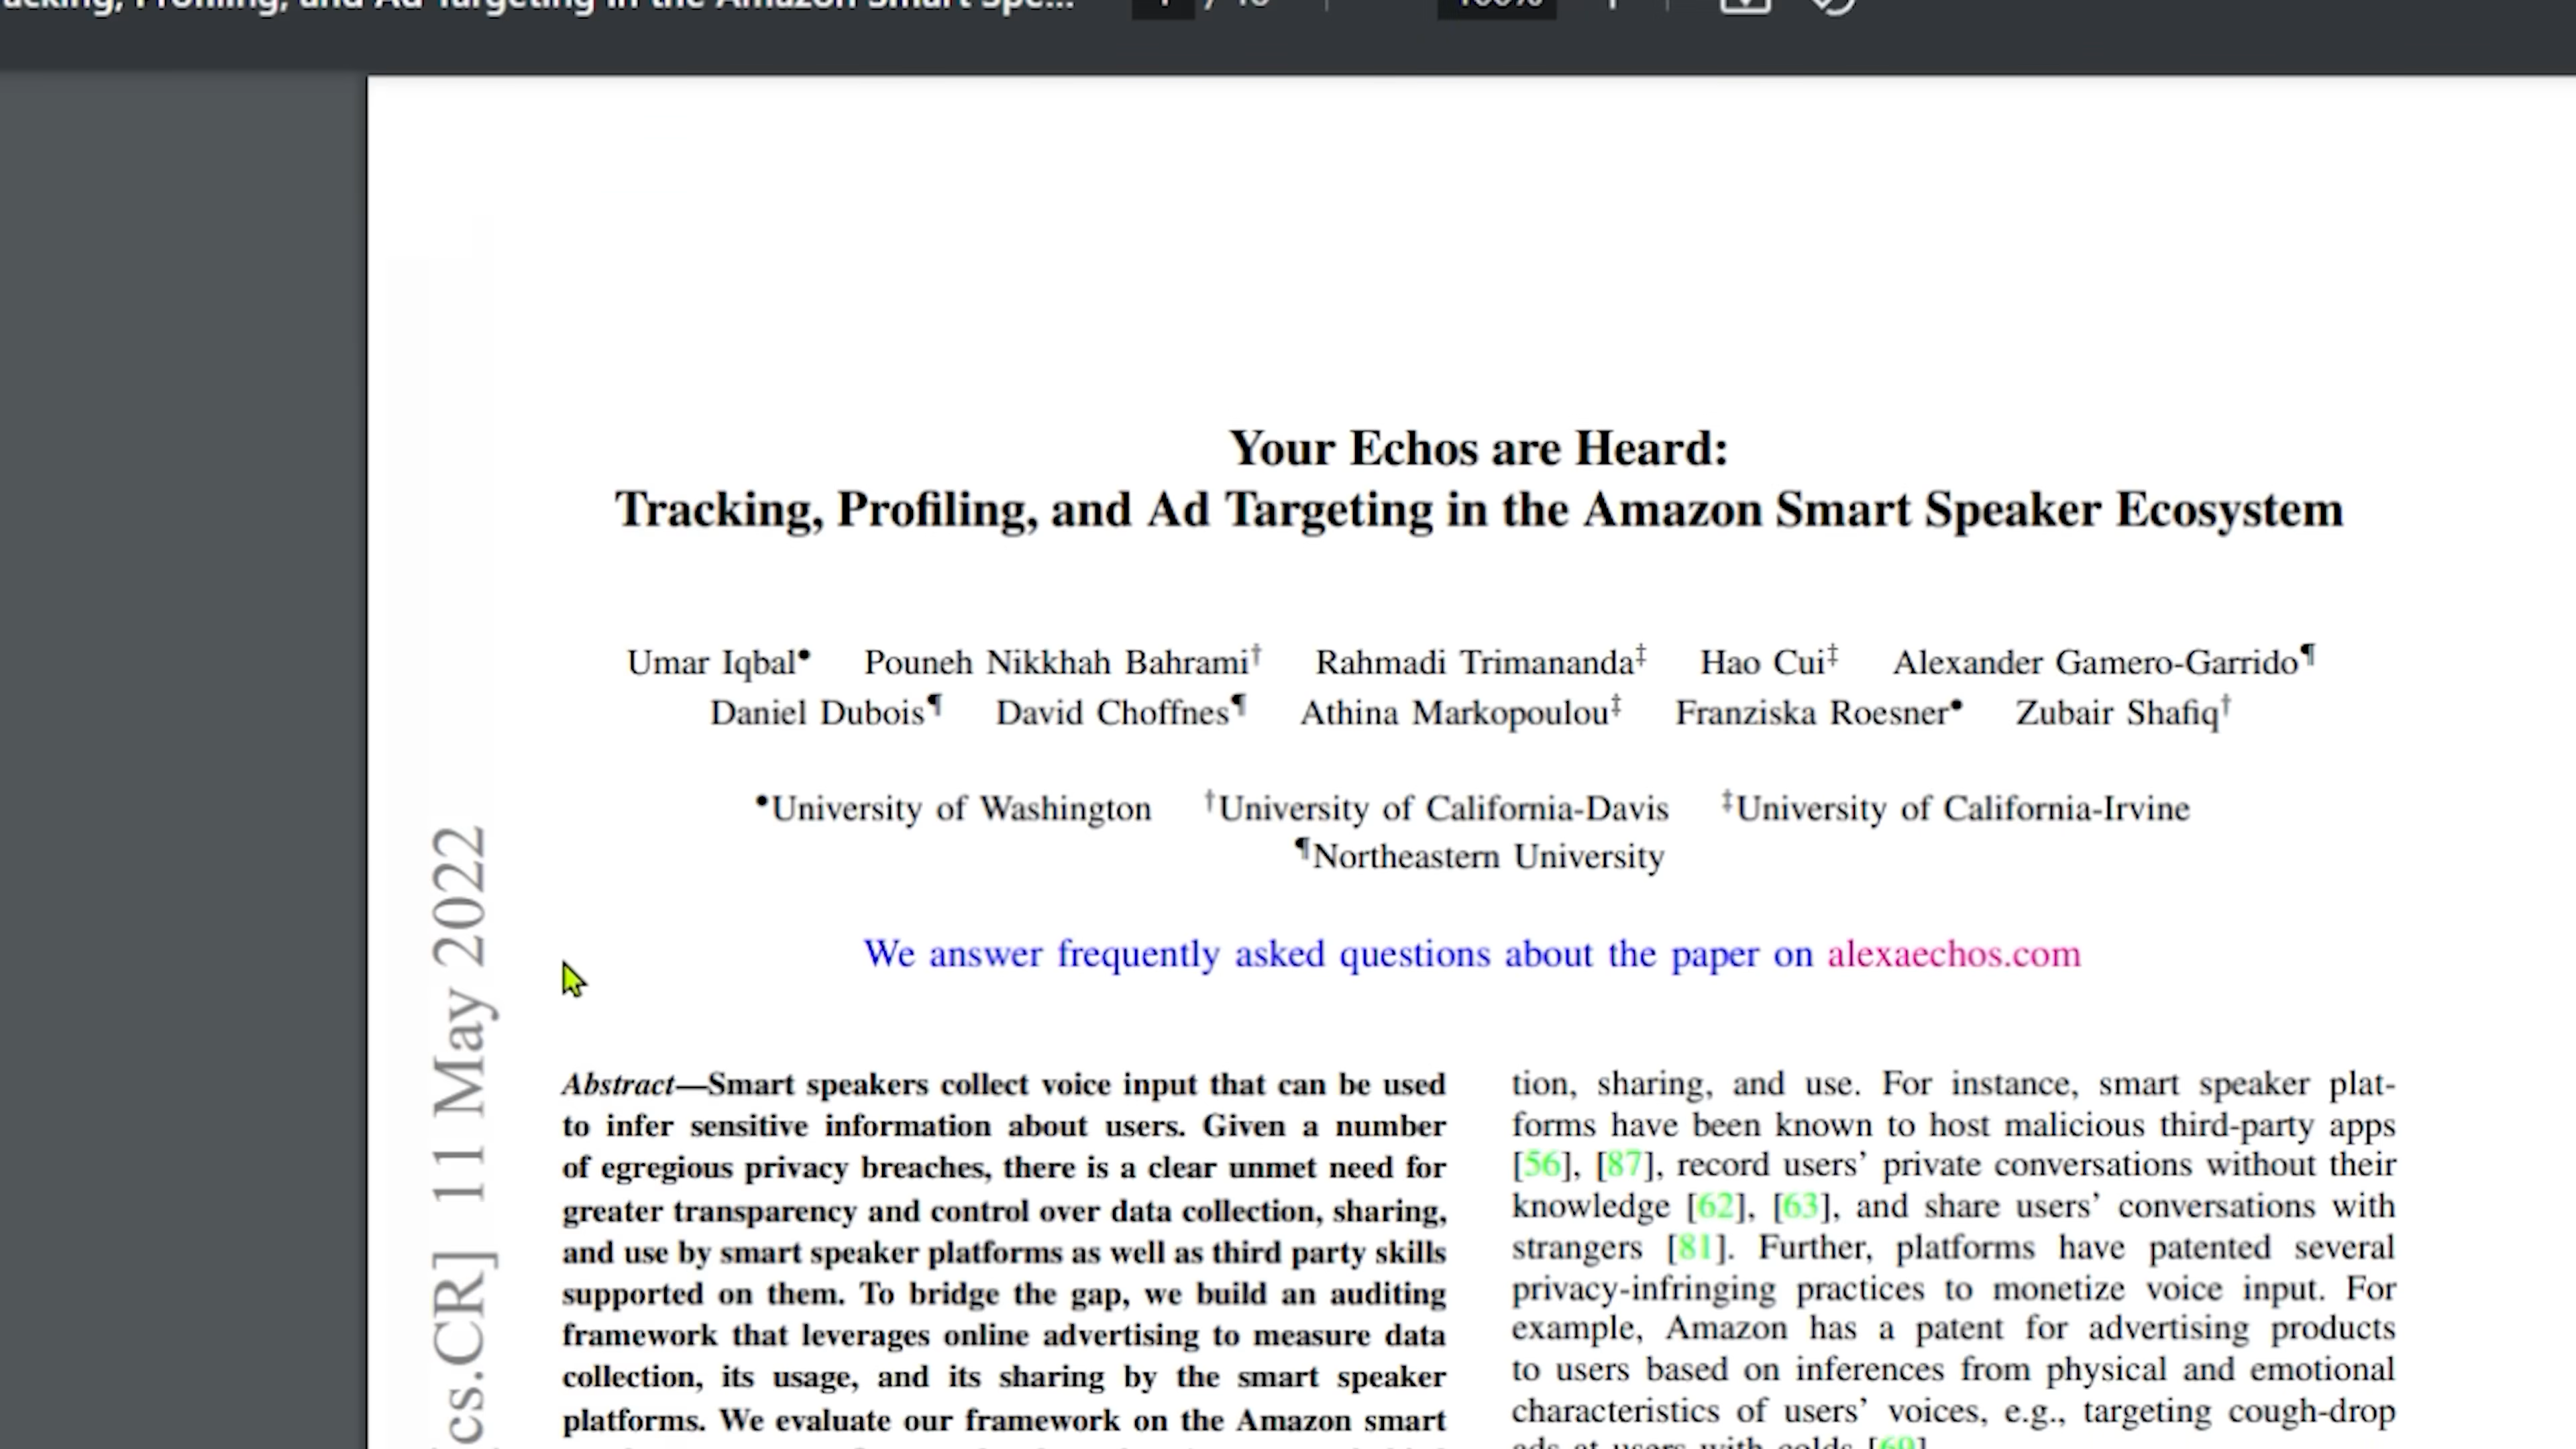 Tracking, Profiling, and Ad Targeting in the Amazon Smart Spe...
100%
Your Echos are Heard:
Tracking, Profiling, and Ad Targeting in the Amazon Smart Speaker Ecosystem
Umar Iqbal• Pouneh Nikkhah Bahrami† Rahmadi Trimananda‡ Hao Cui‡ Alexander Gamero-Garrido¶
Daniel Dubois¶ David Choffnes¶ Athina Markopoulou‡ Franziska Roesner• Zubair Shafiq†
•University of Washington †University of California-Davis ‡University of California-Irvine
¶Northeastern University
We answer frequently asked questions about the paper on alexaechos.com
cs.CR] 11 May 2022
Abstract—Smart speakers collect voice input that can be used
to infer sensitive information about users. Given a number
of egregious privacy breaches, there is a clear unmet need for
greater transparency and control over data collection, sharing,
and use by smart speaker platforms as well as third party skills
supported on them. To bridge the gap, we build an auditing
framework that leverages online advertising to measure data
collection, its usage, and its sharing by the smart speaker
platforms. We evaluate our framework on the Amazon smart
tion, sharing, and use. For instance, smart speaker plat-
forms have been known to host malicious third-party apps
[56], [87], record users' private conversations without their
knowledge [62], [63], and share users' conversations with
strangers [81]. Further, platforms have patented several
privacy-infringing practices to monetize voice input. For
example, Amazon has a patent for advertising products
to users based on inferences from physical and emotional
characteristics of users' voices, e.g., targeting cough-drop
ads at users with colds [69].